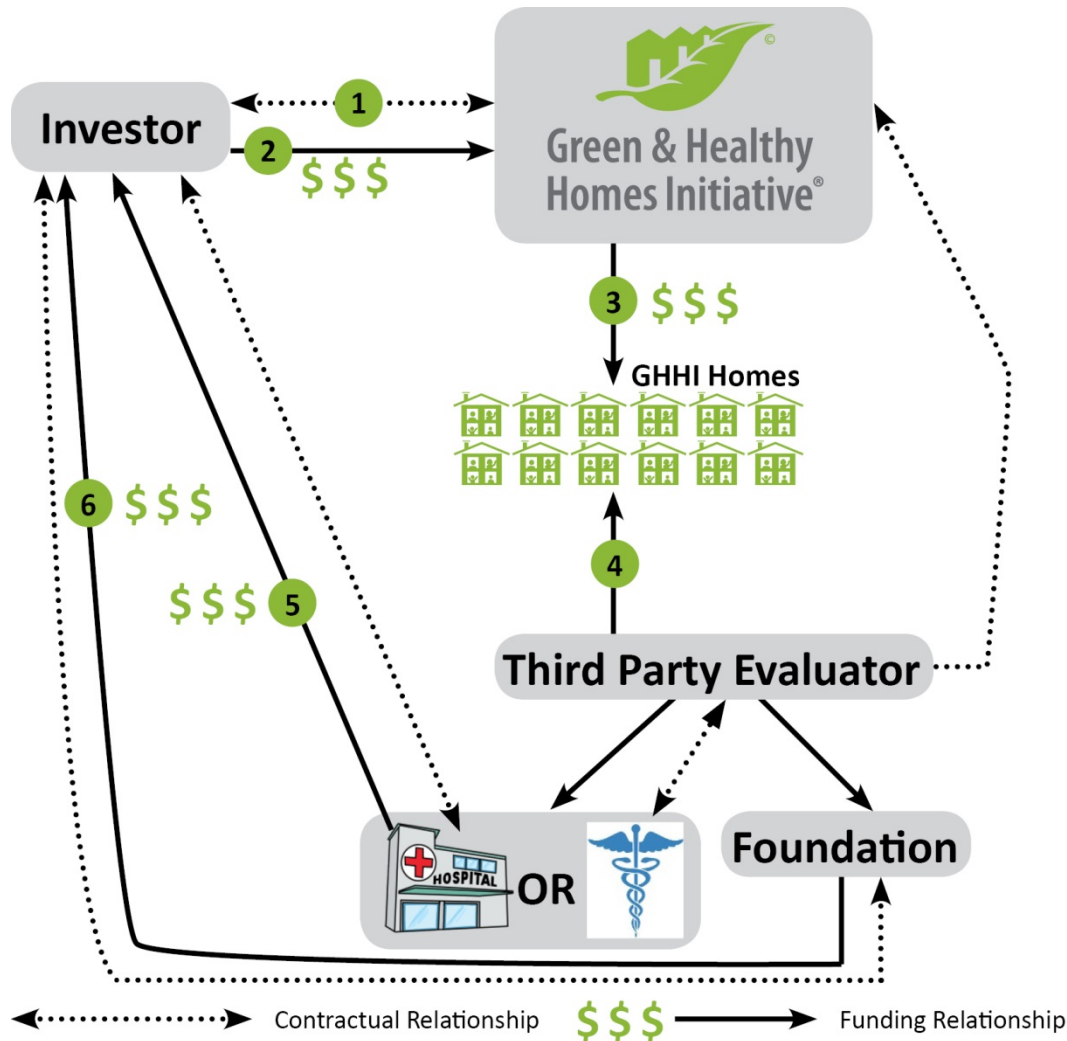 1
Investor
2
$ $ $
©
Green & Healthy
Homes Initiative®
3
$ $ $
GHHI Homes
6
$ $ $
4
$ $ $
5
Third Party Evaluator
HOSPITAL
OR
Foundation
Contractual Relationship
$ $ $
Funding Relationship